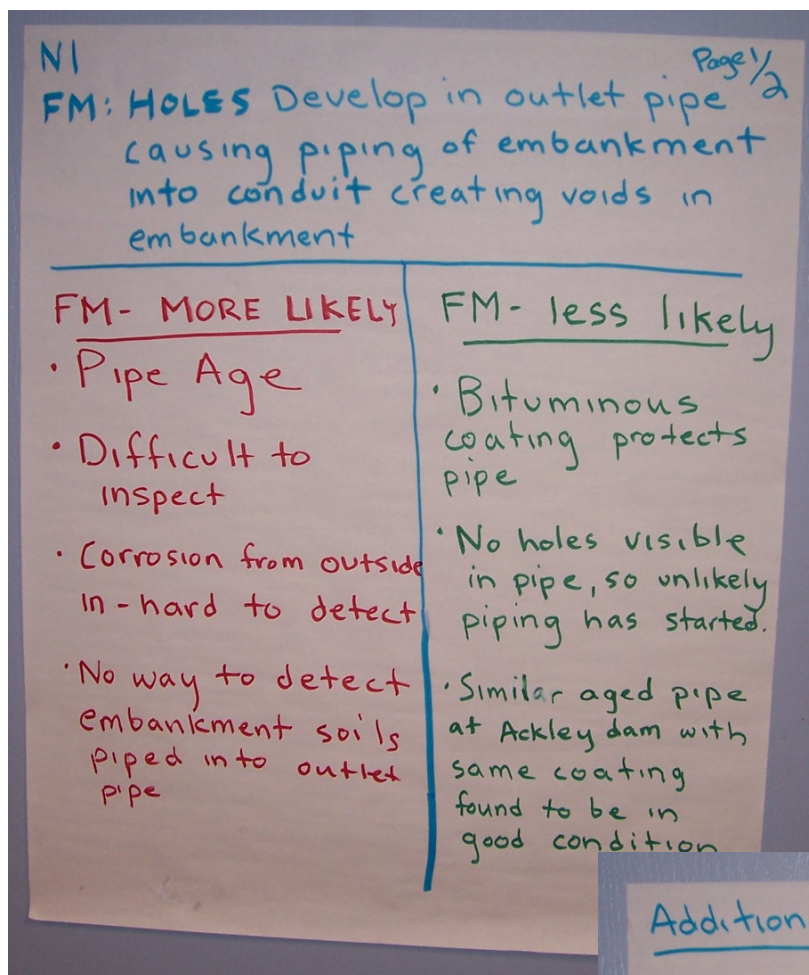 N1
Page 1/2
FM: HOLES Develop in outlet pipe
causing piping of embankment
into conduit creating voids in
embankment
FM- MORE LIKELY
• Pipe Age
• Difficult to
inspect
• Corrosion from outside
in-hard to detect
• No way to detect
embankment soils
piped into outlet
pipe
FM- less likely
• Bituminous
coating protects
pipe
• No holes visible
in pipe, so unlikely
piping has started.
• Similar aged pipe
at Ackley dam with
same coating
found to be in
good condition
Addition